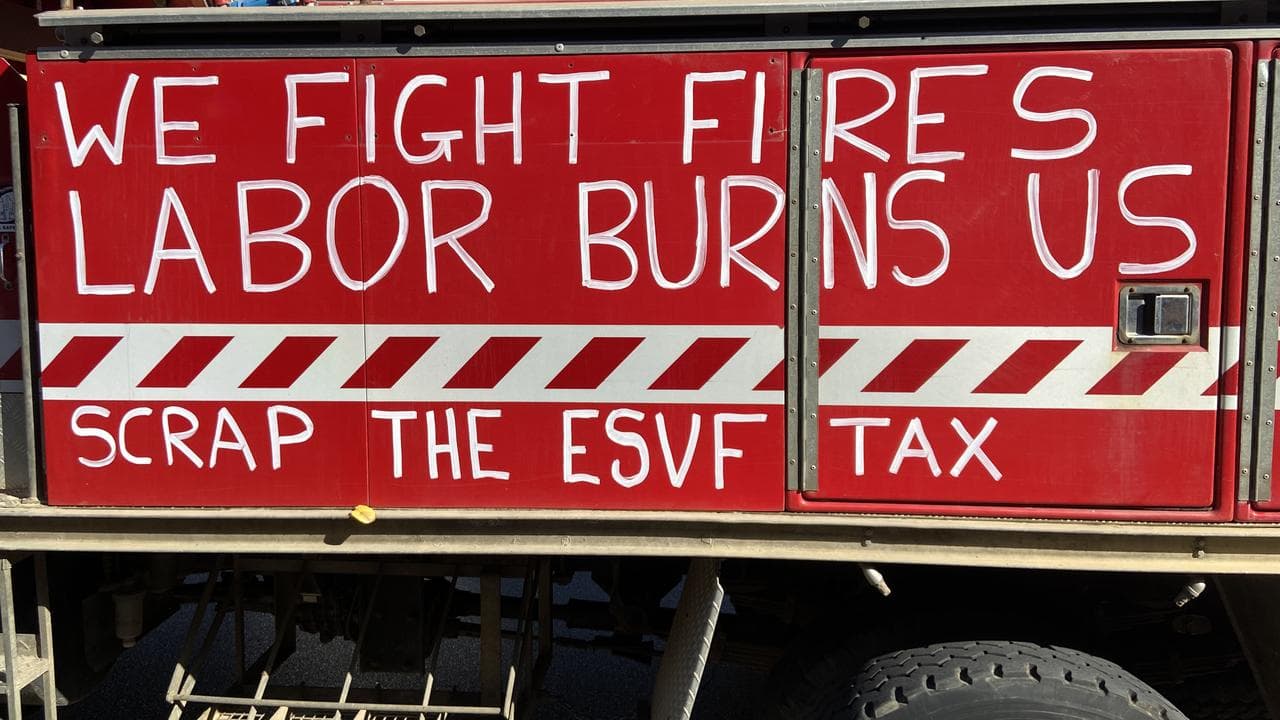 WE FIGHT FIRES
LABOR BURNS US
SCRAP THE ESVF TAX